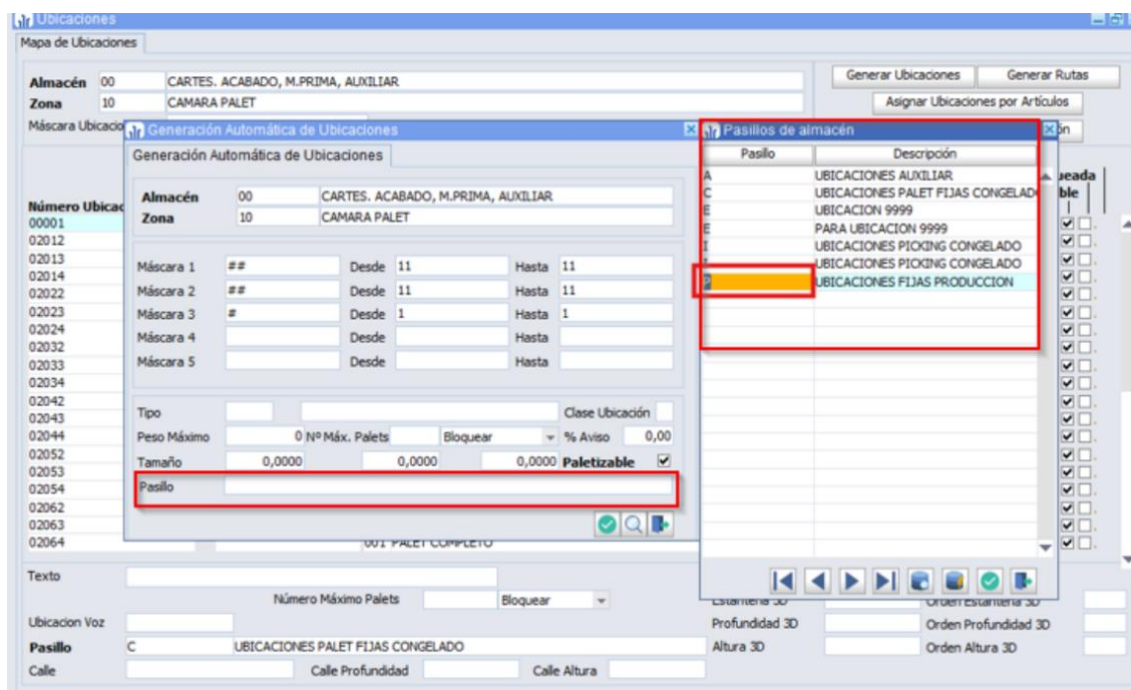 Ubicaciones
Mapa de Ubicaciones
Almacén 00 CARTES. ACABADO, M.PRIMA, AUXILIAR
Zona 10 CAMARA PALET
Generar Ubicaciones Generar Rutas
Asignar Ubicaciones por Artículos
Máscara Ubicacio
Número Ubicac
00001
02012
02013
02014
02022
02023
02024
02032
02033
02034
02042
02043
02044
02052
02053
02054
02062
02063
02064
001 PALET COMPLETO
Generación Automática de Ubicaciones
Generación Automática de Ubicaciones
Almacén 00 CARTES. ACABADO, M.PRIMA, AUXILIAR
Zona 10 CAMARA PALET
Máscara 1 ## Desde 11 Hasta 11
Máscara 2 ## Desde 11 Hasta 11
Máscara 3 # Desde 1 Hasta 1
Máscara 4 Desde Hasta
Máscara 5 Desde Hasta
Tipo Clase Ubicación
Peso Máximo 0 Nº Máx. Palets Bloquear % Aviso 0,00
Tamaño 0,0000 0,0000 0,0000 Paletizable
Pasillo
Pasillos de almacén
Pasillo Descripción
A UBICACIONES AUXILIAR
C UBICACIONES PALET FIJAS CONGELAD
E UBICACION 9999
E PARA UBICACION 9999
I UBICACIONES PICKING CONGELADO
I UBICACIONES PICKING CONGELADO
P UBICACIONES FIJAS PRODUCCION
ón
ueada
ble
Texto
Número Máximo Palets Bloquear
Estantería 3D Orden Estantería 3D
Ubicacion Voz Profundidad 3D Orden Profundidad 3D
Pasillo C UBICACIONES PALET FIJAS CONGELADO Altura 3D Orden Altura 3D
Calle Calle Profundidad Calle Altura